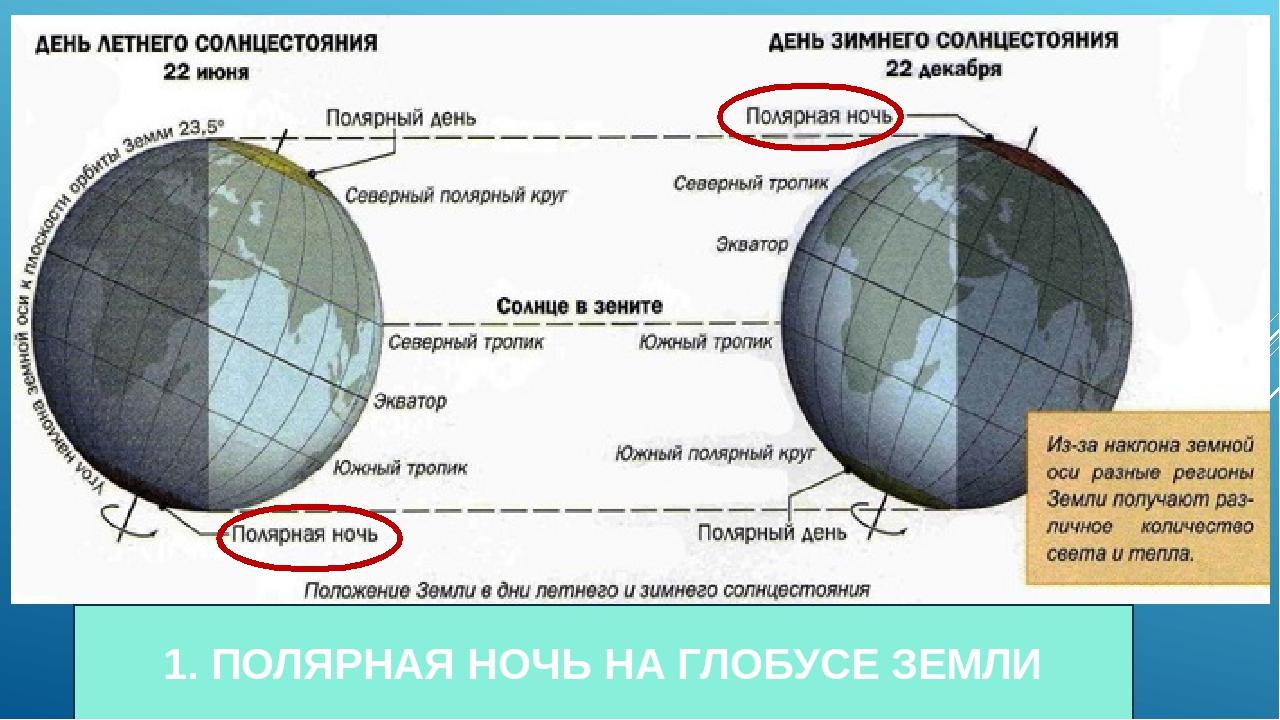 ДЕНЬ ЛЕТНЕГО СОЛНЦЕСТОЯНИЯ
22 июня
ДЕНЬ ЗИМНЕГО СОЛНЦЕСТОЯНИЯ
22 декабря
Угол наклона земной оси к плоскости орбиты Земли 23,5°
Полярный день
Северный полярный круг
Полярная ночь
Северный тропик
Экватор
Солнце в зените
Северный тропик
Южный тропик
Экватор
Южный тропик
Южный полярный круг
Полярная ночь
Полярный день
Из-за наклона земной
оси разные регионы
Земли получают раз-
личное количество
света и тепла.
Положение Земли в дни летнего и зимнего солнцестояния
1. ПОЛЯРНАЯ НОЧЬ НА ГЛОБУСЕ ЗЕМЛИ